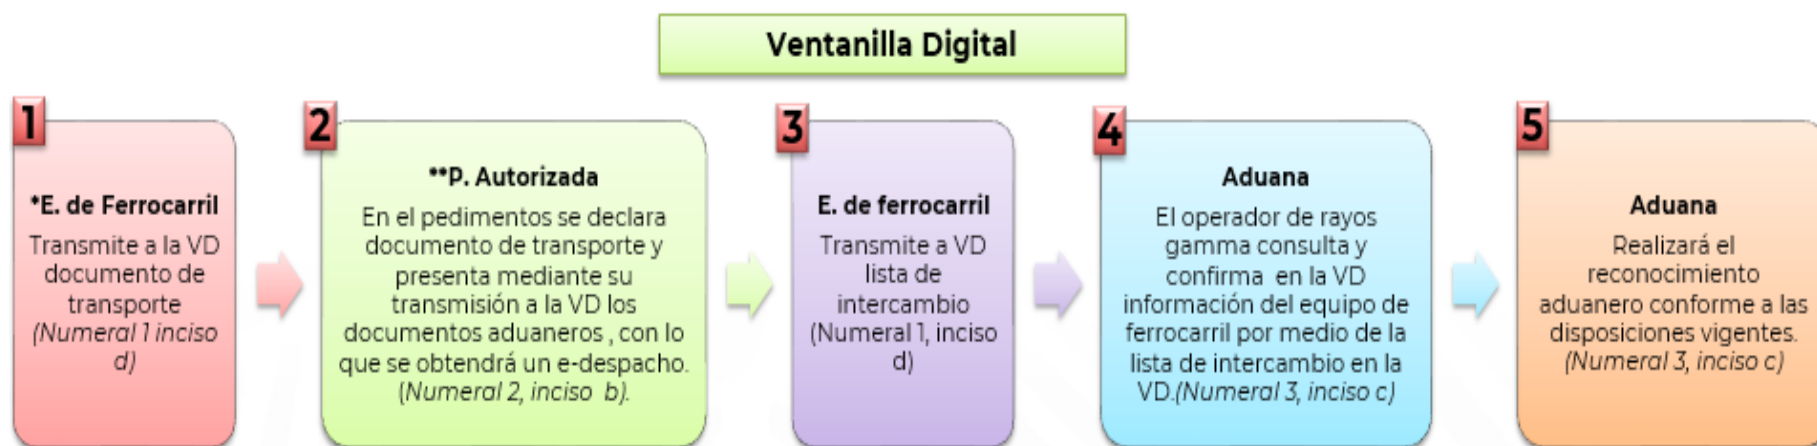 Ventanilla Digital
1
*E. de Ferrocarril
Transmite a la VD
documento de
transporte
(Numeral 1 inciso
d)
2
**P. Autorizada
En el pedimentos se declara
documento de transporte y
presenta mediante su
transmisión a la VD los
documentos aduaneros , con lo
que se obtendrá un e-despacho.
(Numeral 2, inciso b).
3
E. de ferrocarril
Transmite a VD
lista de
intercambio
(Numeral 1, inciso
d)
4
Aduana
El operador de rayos
gamma consulta y
confirma en la VD
información del equipo de
ferrocarril por medio de la
lista de intercambio en la
VD.(Numeral 3, inciso c)
5
Aduana
Realizará el
reconocimiento
aduanero conforme a las
disposiciones vigentes.
(Numeral 3, inciso c)